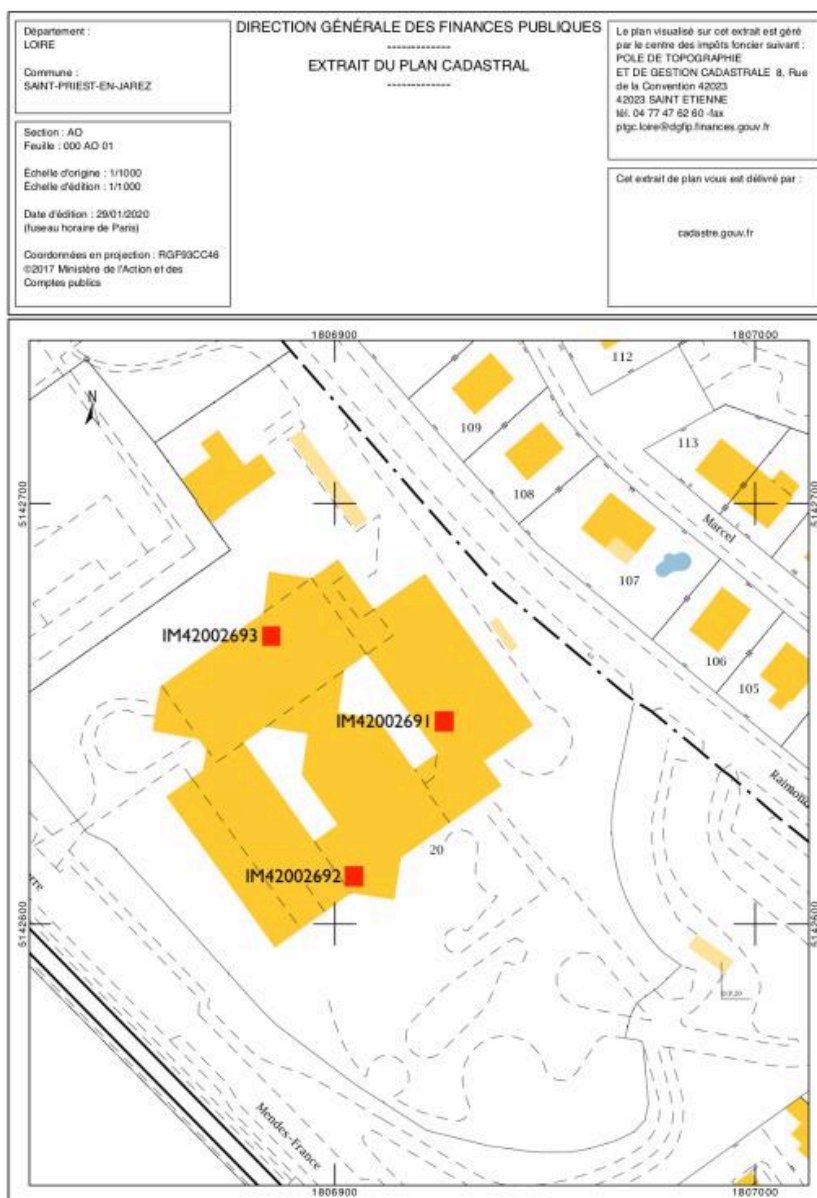 Département :
LOIRE
Commune :
SAINT-PRIEST-EN-JAREZ
Section : AO
Feuille : 000 AO 01
Échelle d'origine : 1/1000
Échelle d'édition : 1/1000
Date d'édition : 29/01/2020
(fuseau horaire de Paris)
Coordonnées en projection : RGF93CC46
©2017 Ministère de l'Action et des
Comptes publics
DIRECTION GÉNÉRALE DES FINANCES PUBLIQUES
-------------
EXTRAIT DU PLAN CADASTRAL
-------------
Le plan visualisé sur cet extrait est géré
par le centre des impôts foncier suivant :
POLE DE TOPOGRAPHIE
ET DE GESTION CADASTRALE 8, Rue
de la Convention 42023
42023 SAINT ETIENNE
tél. 04 77 47 62 60 -fax
ptgc.loire@dgfip.finances.gouv.fr
Cet extrait de plan vous est délivré par :
cadastre.gouv.fr
1806900
1807000
112
N
109
113
108
5142700
5142700
Marcel
107
IM42002693
106
105
IM42002691
Raimond
20
IM42002692
erre
5142600
5142600
Mendes-France
1806900
1807000